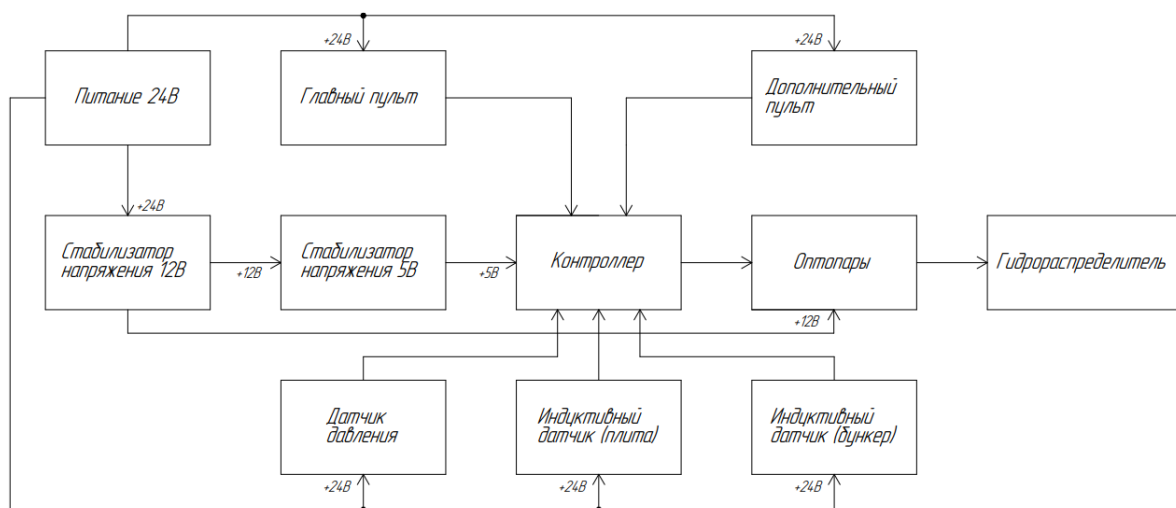 +24В
+24В
Питание 24В
Главный пульт
Дополнительный
пульт
+24В
Стабилизатор
напряжения 12В
+12В
Стабилизатор
напряжения 5В
+5В
Контроллер
Оптопары
Гидрораспределитель
+12В
Датчик
давления
Индуктивный
датчик (плита)
Индуктивный
датчик (бункер)
+24В
+24В
+24В